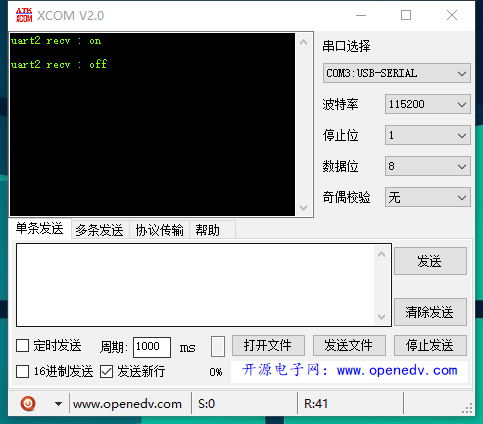 ATK
XCOM
XCOM V2.0
uart2 recv : on
uart2 recv : off
串口选择
COM3:USB-SERIAL
波特率 115200
停止位 1
数据位 8
奇偶校验 无
单条发送 多条发送 协议传输 帮助
发送
清除发送
定时发送 周期: 1000 ms 打开文件 发送文件 停止发送
16进制发送 发送新行 0% 开源电子网：www.openedv.com
www.openedv.com S:0 R:41